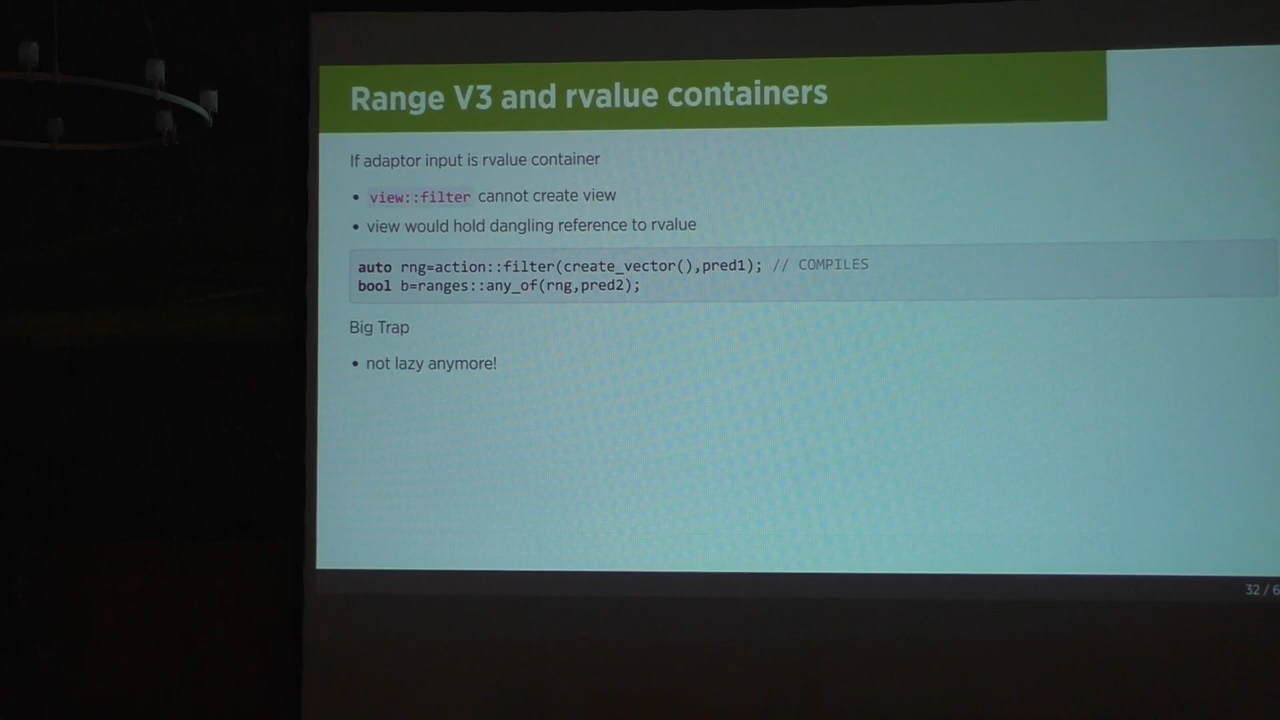 Range V3 and rvalue containers
If adaptor input is rvalue container
• view::filter cannot create view
• view would hold dangling reference to rvalue
auto rng=action::filter(create_vector(),pred1); // COMPILES
bool b=ranges::any_of(rng,pred2);
Big Trap
• not lazy anymore!
32 / 6